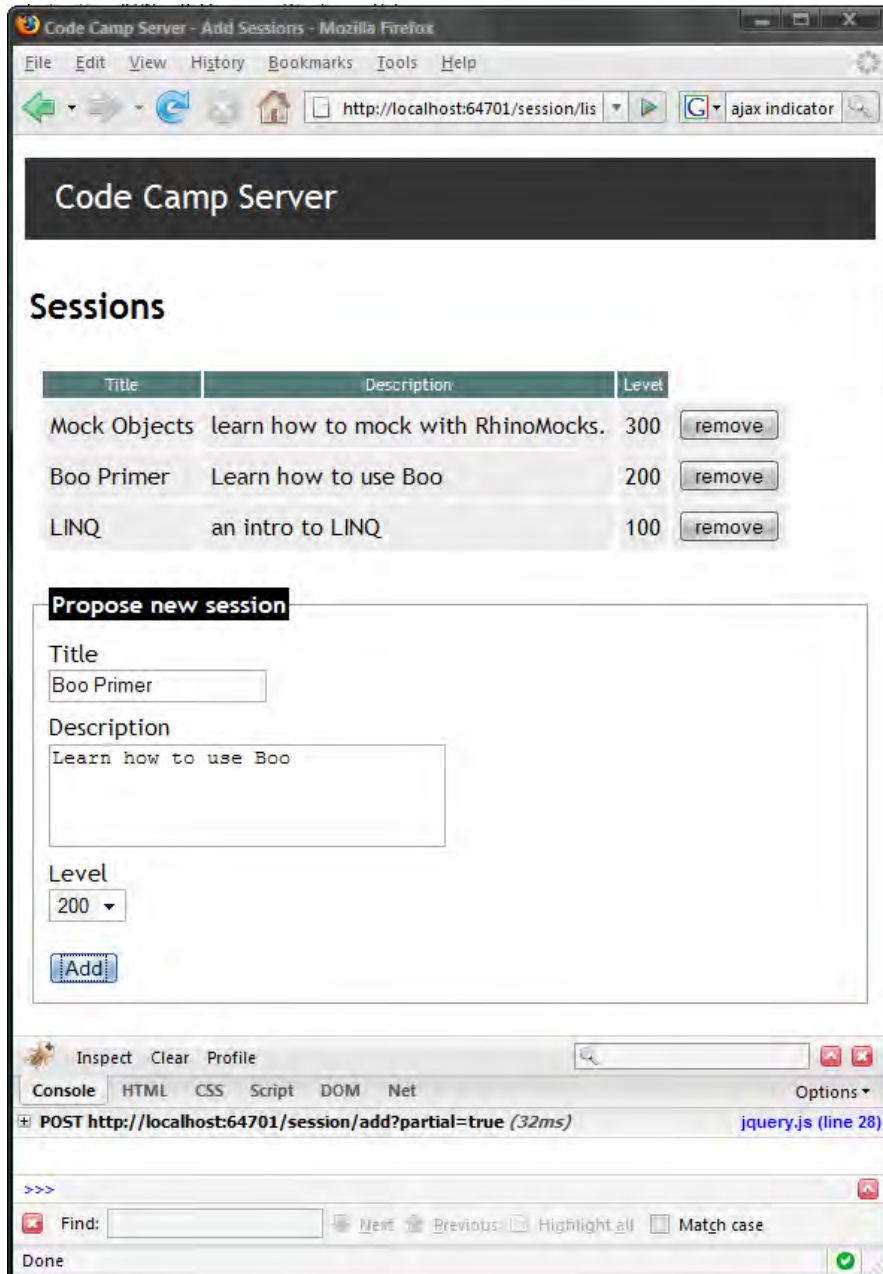 Code Camp Server - Add Sessions - Mozilla Firefox
File Edit View History Bookmarks Tools Help
http://localhost:64701/session/lis G ajax indicator
Code Camp Server
Sessions
Title Description Level
Mock Objects learn how to mock with RhinoMocks. 300 remove
Boo Primer Learn how to use Boo 200 remove
LINQ an intro to LINQ 100 remove
Propose new session
Title
Boo Primer
Description
Learn how to use Boo
Level
200
Add
Inspect Clear Profile
Console HTML CSS Script DOM Net Options
POST http://localhost:64701/session/add?partial=true (32ms) jquery.js (line 28)
>>>
Find: Next Previous Highlight all Match case
Done